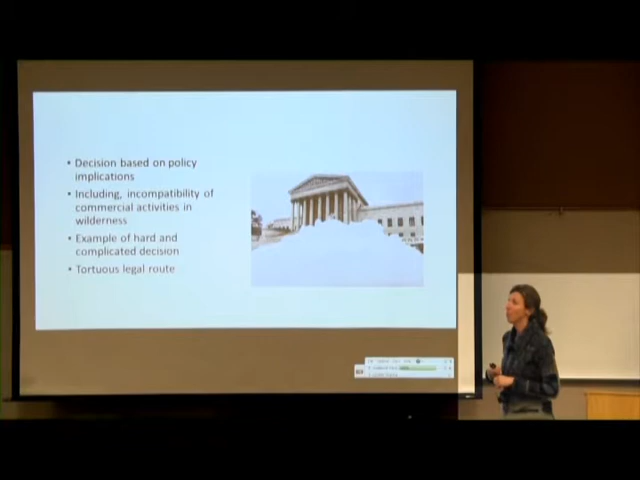 • Decision based on policy
implications
• Including, incompatibility of
commercial activities in
wilderness
• Example of hard and
complicated decision
• Tortuous legal route